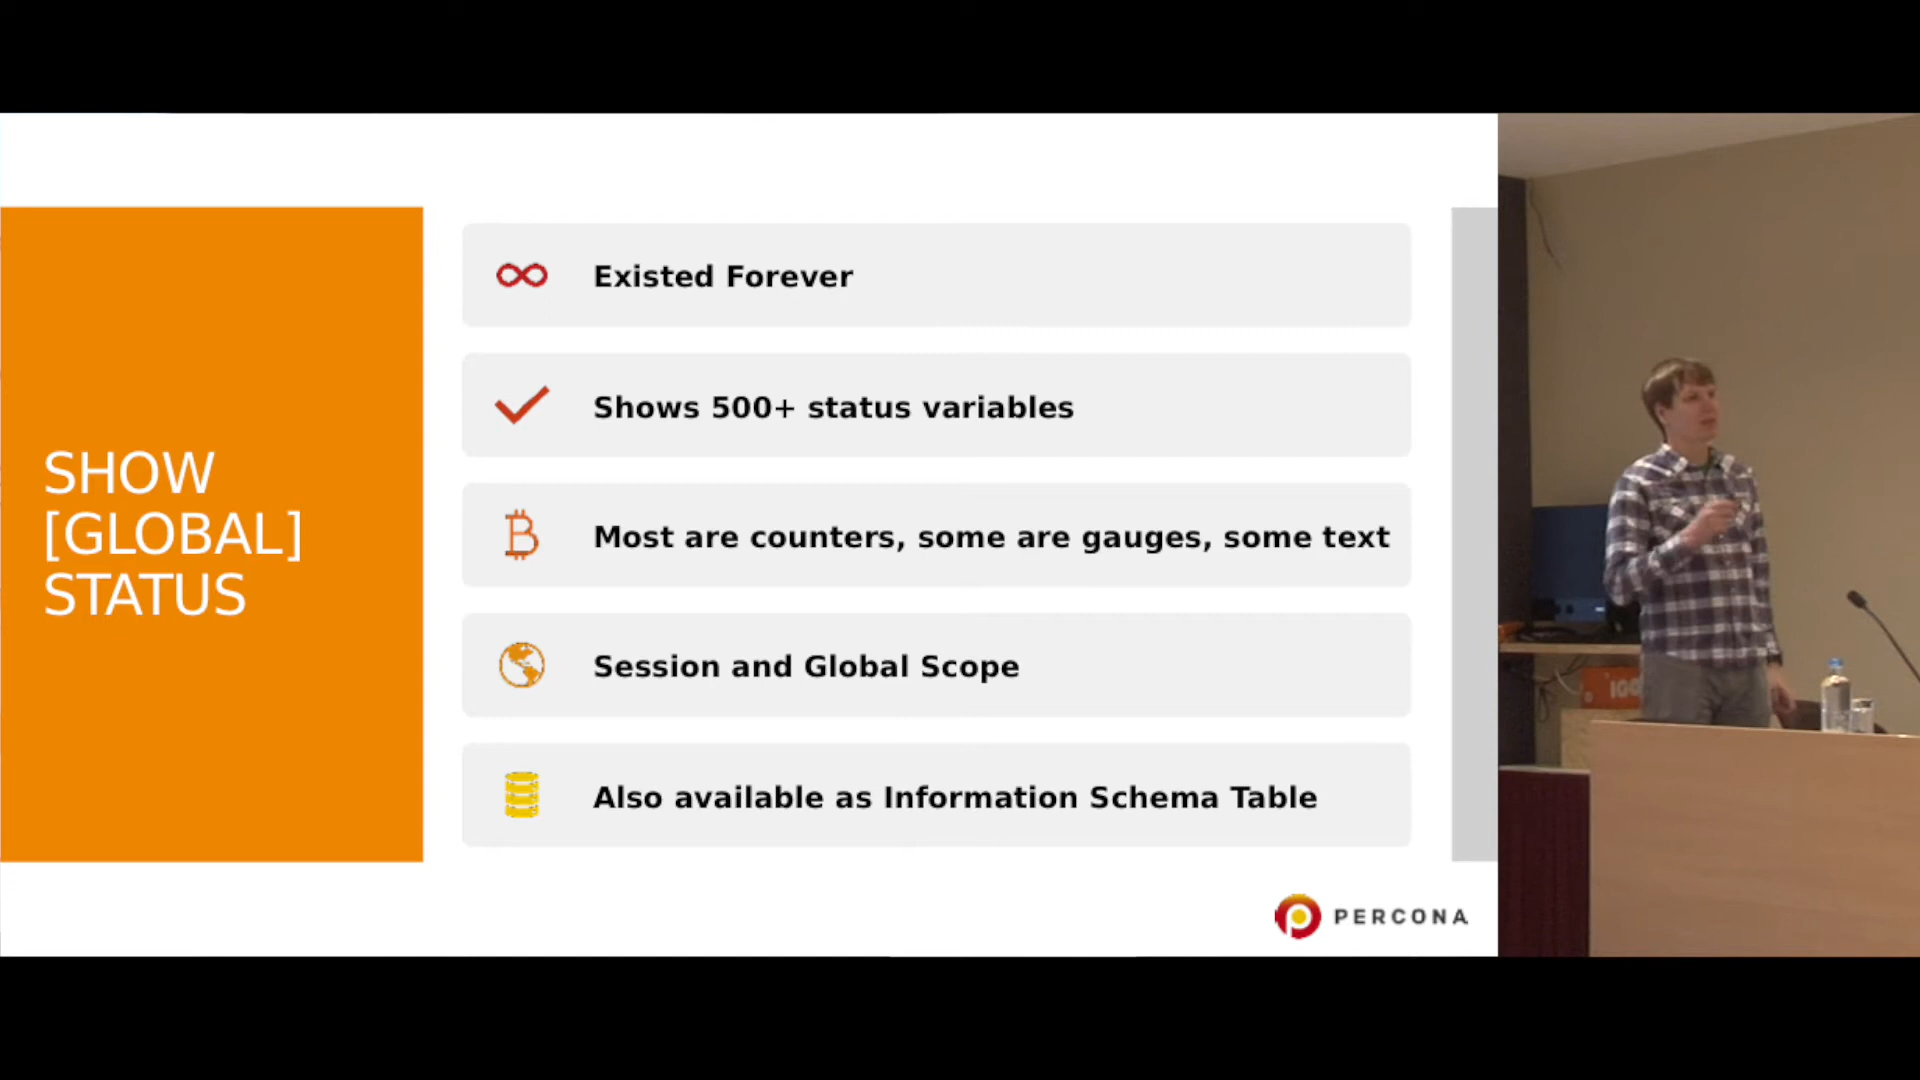 SHOW
[GLOBAL]
STATUS
Existed Forever
Shows 500+ status variables
Most are counters, some are gauges, some text
Session and Global Scope
Also available as Information Schema Table
PERCONA